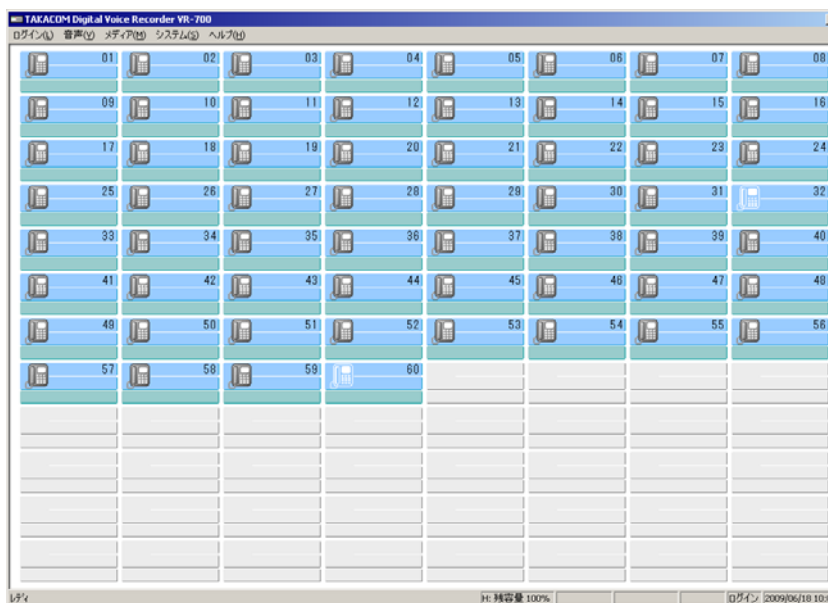 TAKACOM Digital Voice Recorder VR-700
ログイン(L) 音声(V) メディア(M) システム(S) ヘルプ(H)
01 02 03 04 05 06 07 08
09 10 11 12 13 14 15 16
17 18 19 20 21 22 23 24
25 26 27 28 29 30 31 32
33 34 35 36 37 38 39 40
41 42 43 44 45 46 47 48
49 50 51 52 53 54 55 56
57 58 59 60
レディ H: 残容量 100% ログイン 2009/06/18 10: